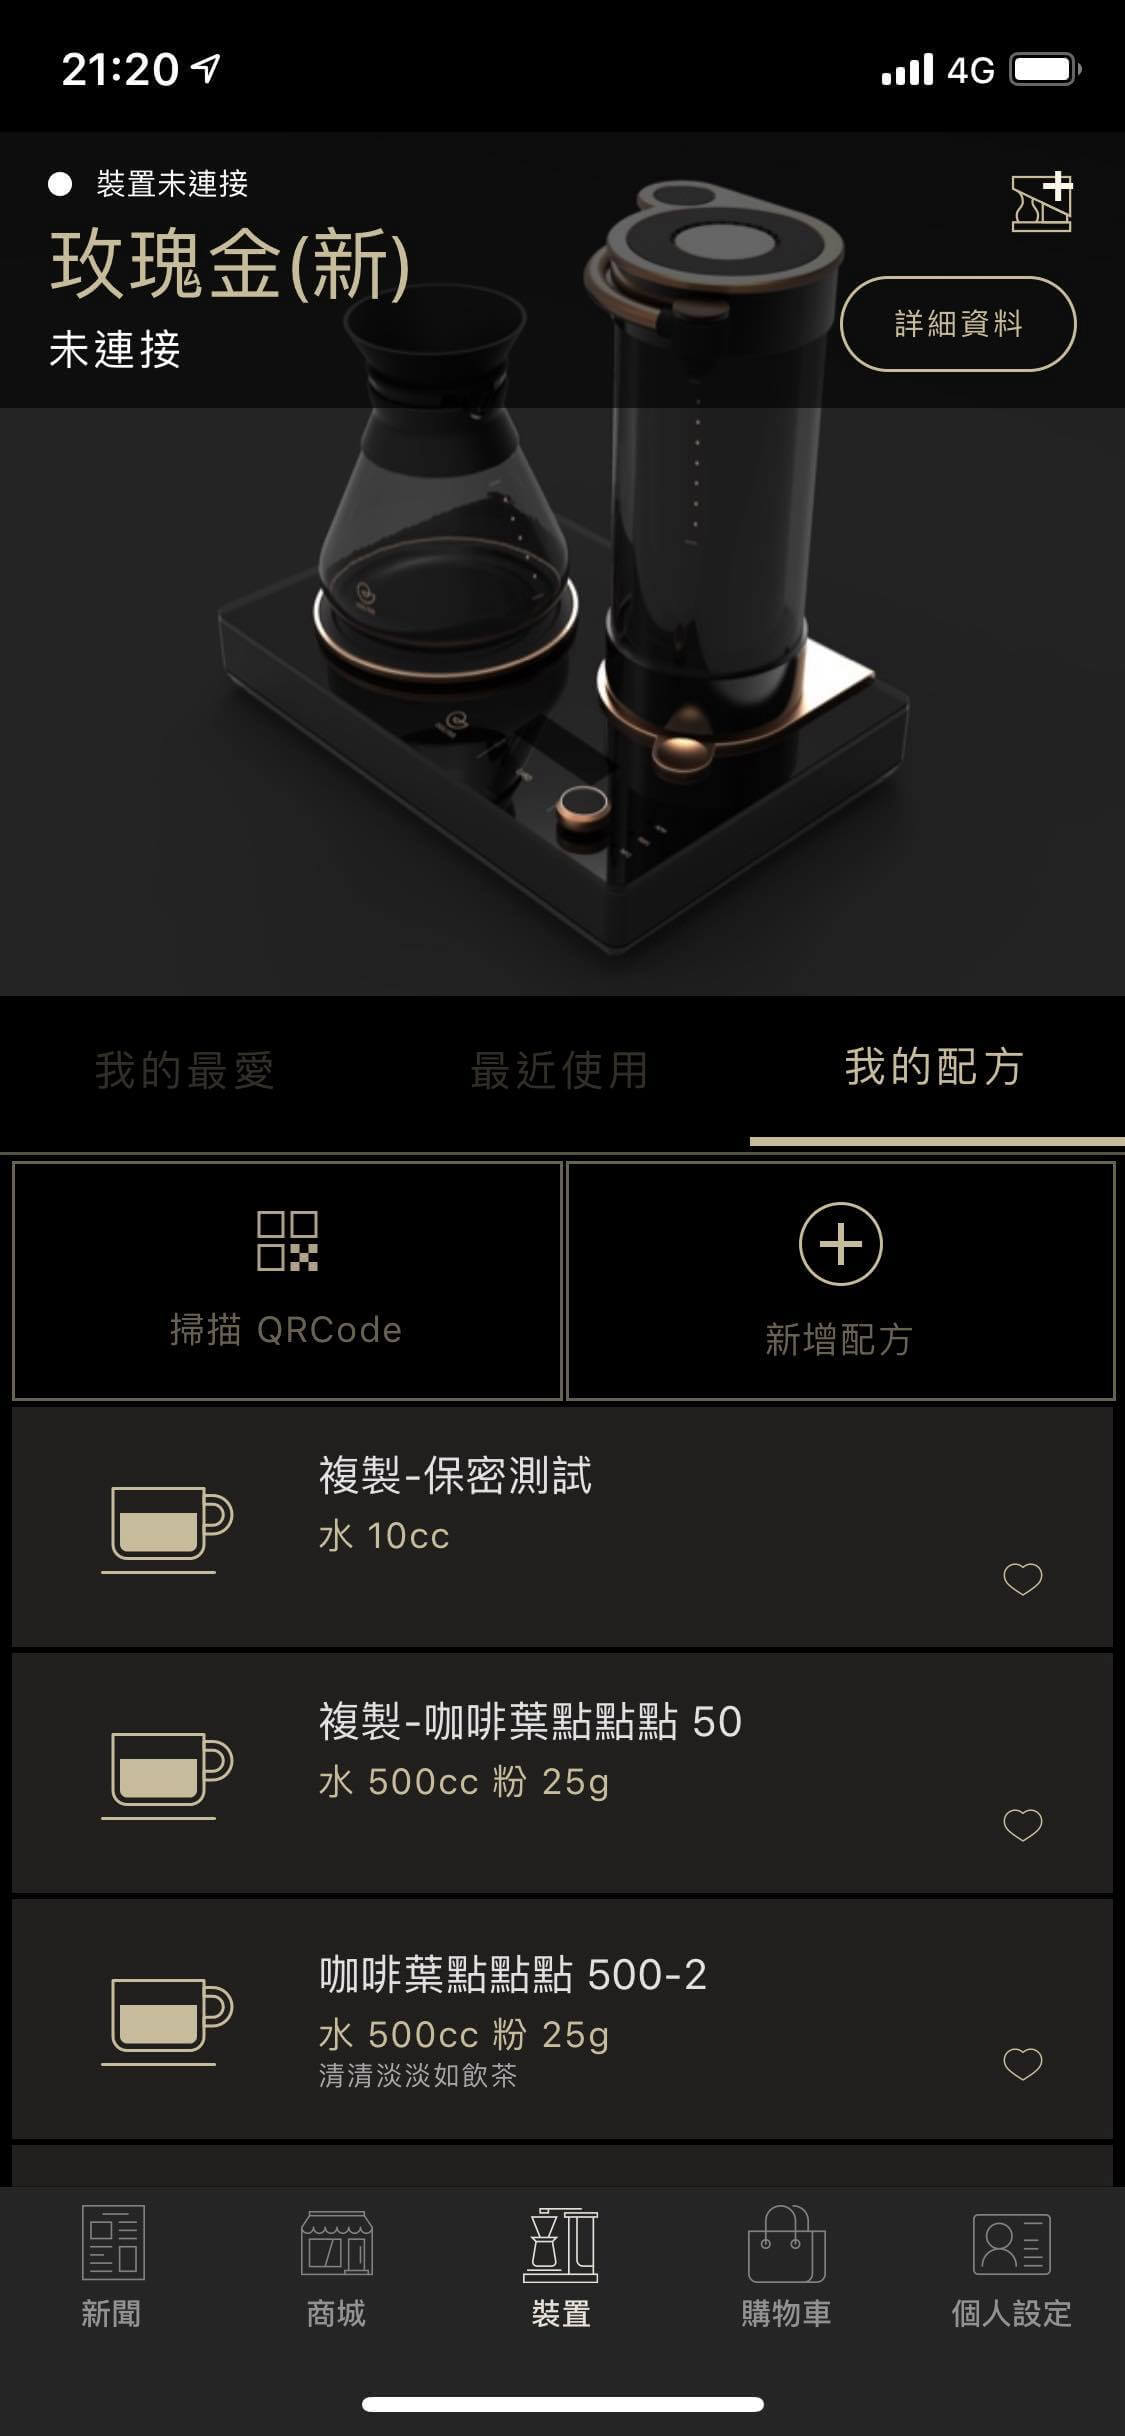 21:20
4G
裝置未連接
玫瑰金(新)
未連接
詳細資料
我的最愛
最近使用
我的配方
掃描 QRCode
新增配方
複製-保密測試
水 10cc
複製-咖啡葉點點點 50
水 500cc 粉 25g
咖啡葉點點點 500-2
水 500cc 粉 25g
清清淡淡如飲茶
新聞
商城
裝置
購物車
個人設定